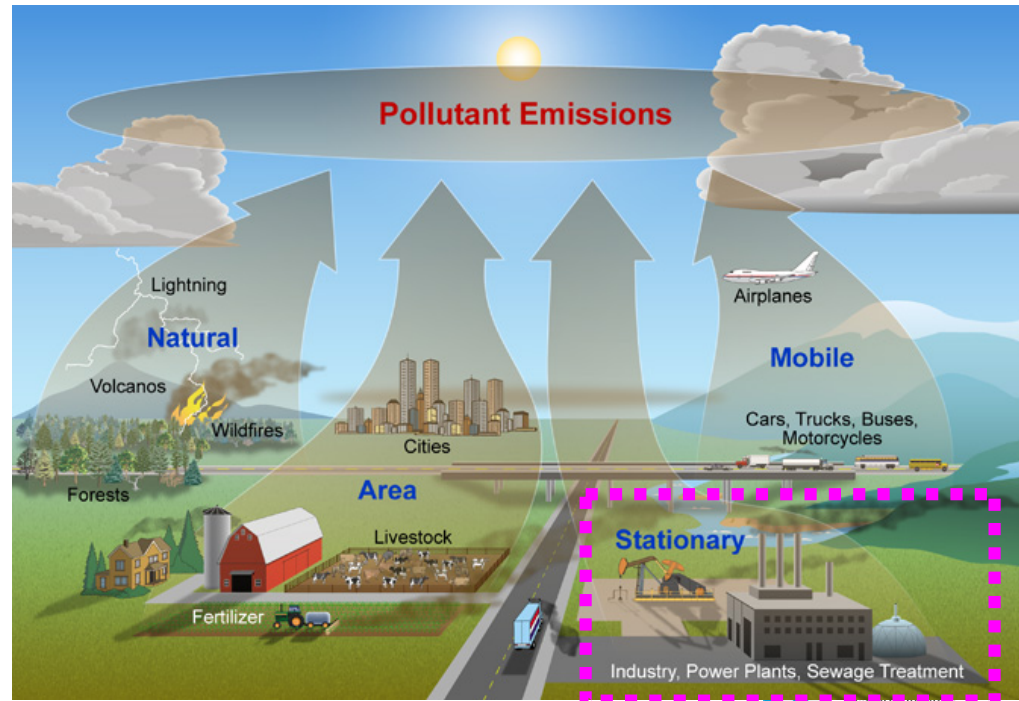 Pollutant Emissions
Lightning
Natural
Volcanos
Wildfires
Forests
Airplanes
Mobile
Cars, Trucks, Buses,
Motorcycles
Cities
Area
Livestock
Fertilizer
Stationary
Industry, Power Plants, Sewage Treatment